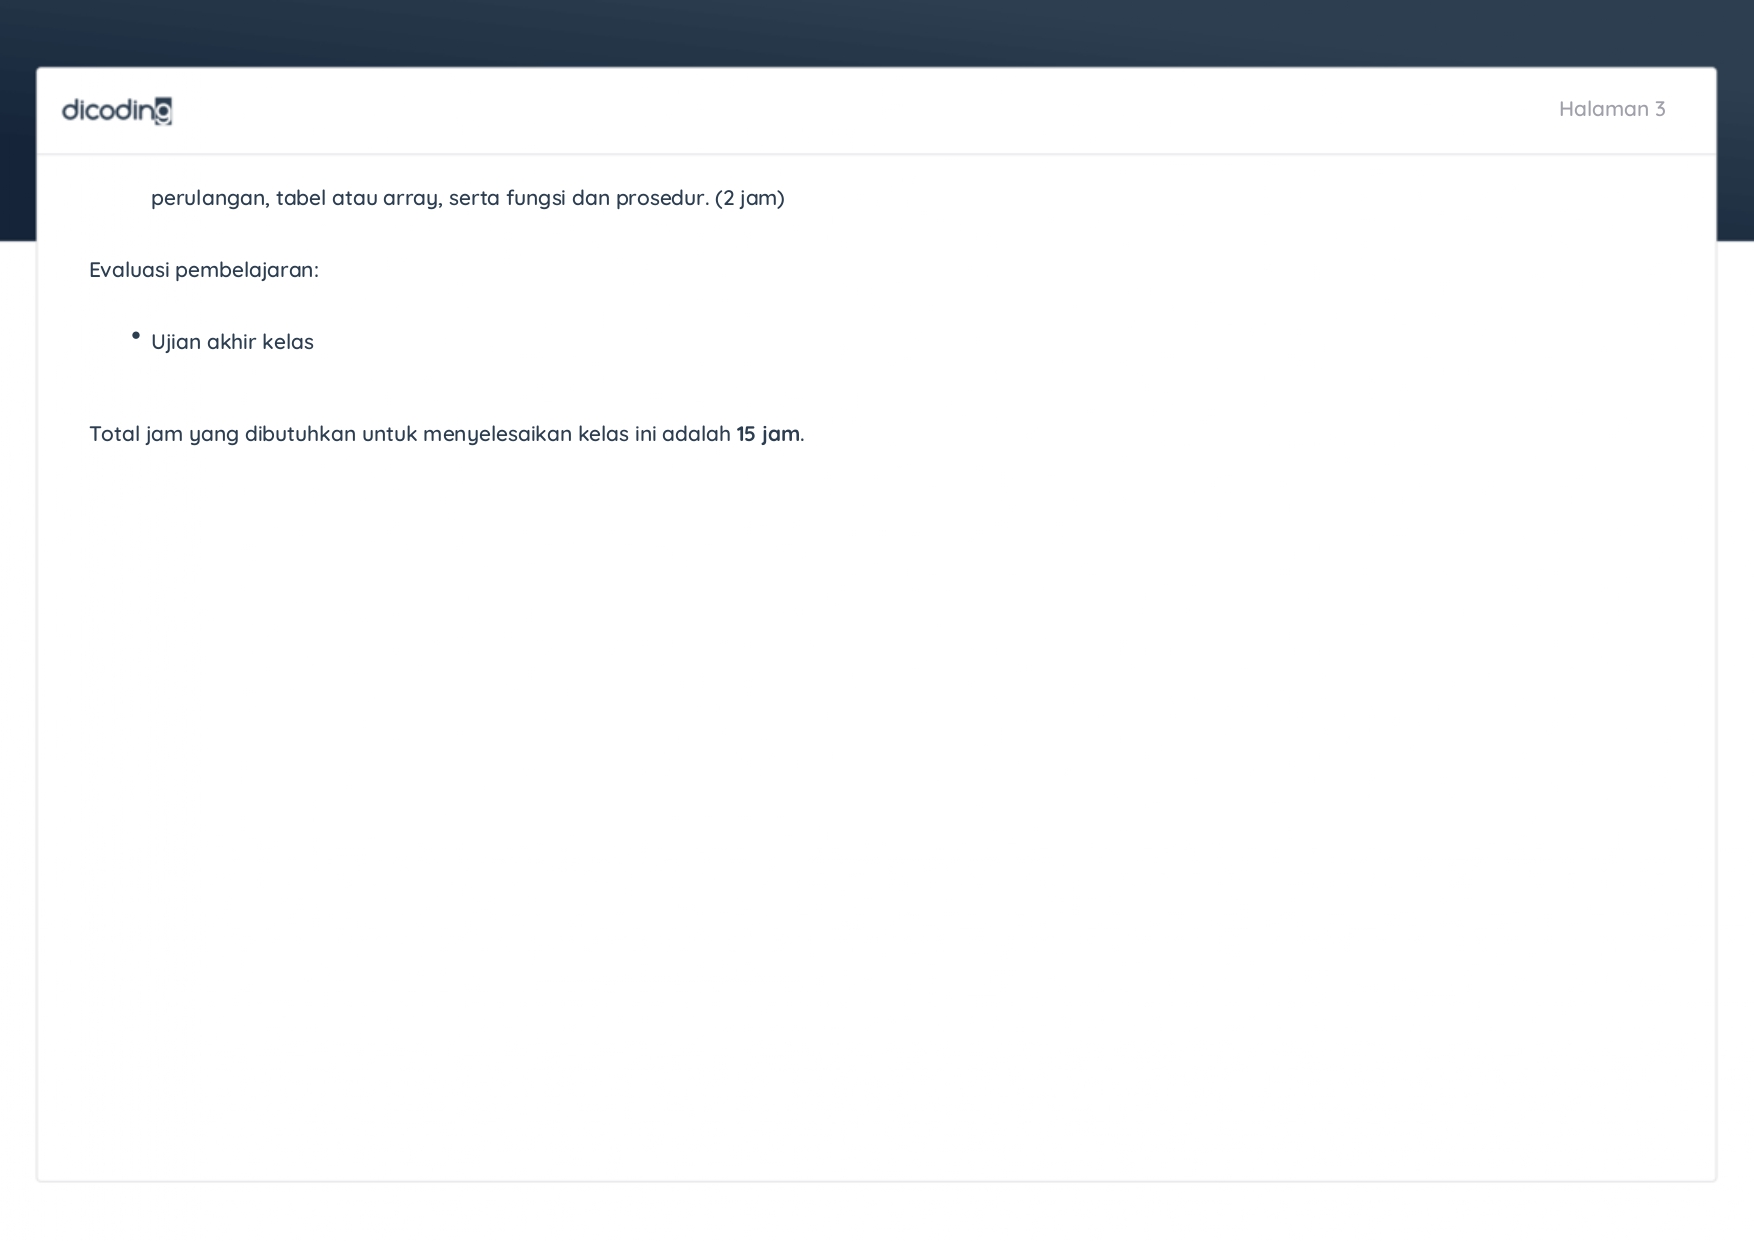 dicoding
Halaman 3
perulangan, tabel atau array, serta fungsi dan prosedur. (2 jam)
Evaluasi pembelajaran:
• Ujian akhir kelas
Total jam yang dibutuhkan untuk menyelesaikan kelas ini adalah 15 jam.